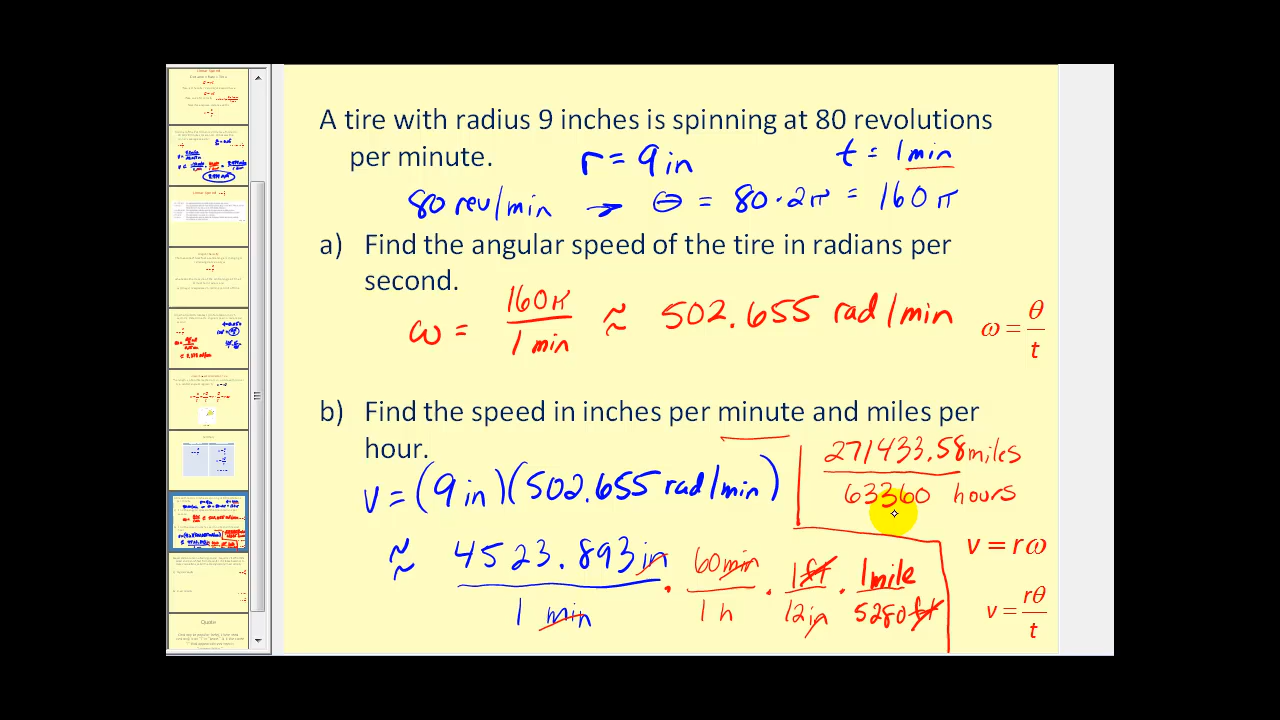 A tire with radius 9 inches is spinning at 80 revolutions
per minute.
r = 9 in
t = 1 min
80 rev/min → θ = 80 · 2π = 160 π
a) Find the angular speed of the tire in radians per
second.
ω = 160π / 1 min ≈ 502.655 rad/min
ω = θ / t
b) Find the speed in inches per minute and miles per
hour.
271433.58 miles
63360 hours
v = (9 in)(502.655 rad/min)
v = rω
≈ 4523.893 in / 1 min · 60 min / 1 h · 1 ft / 12 in · 1 mile / 5280 ft
v = rθ / t
Quote